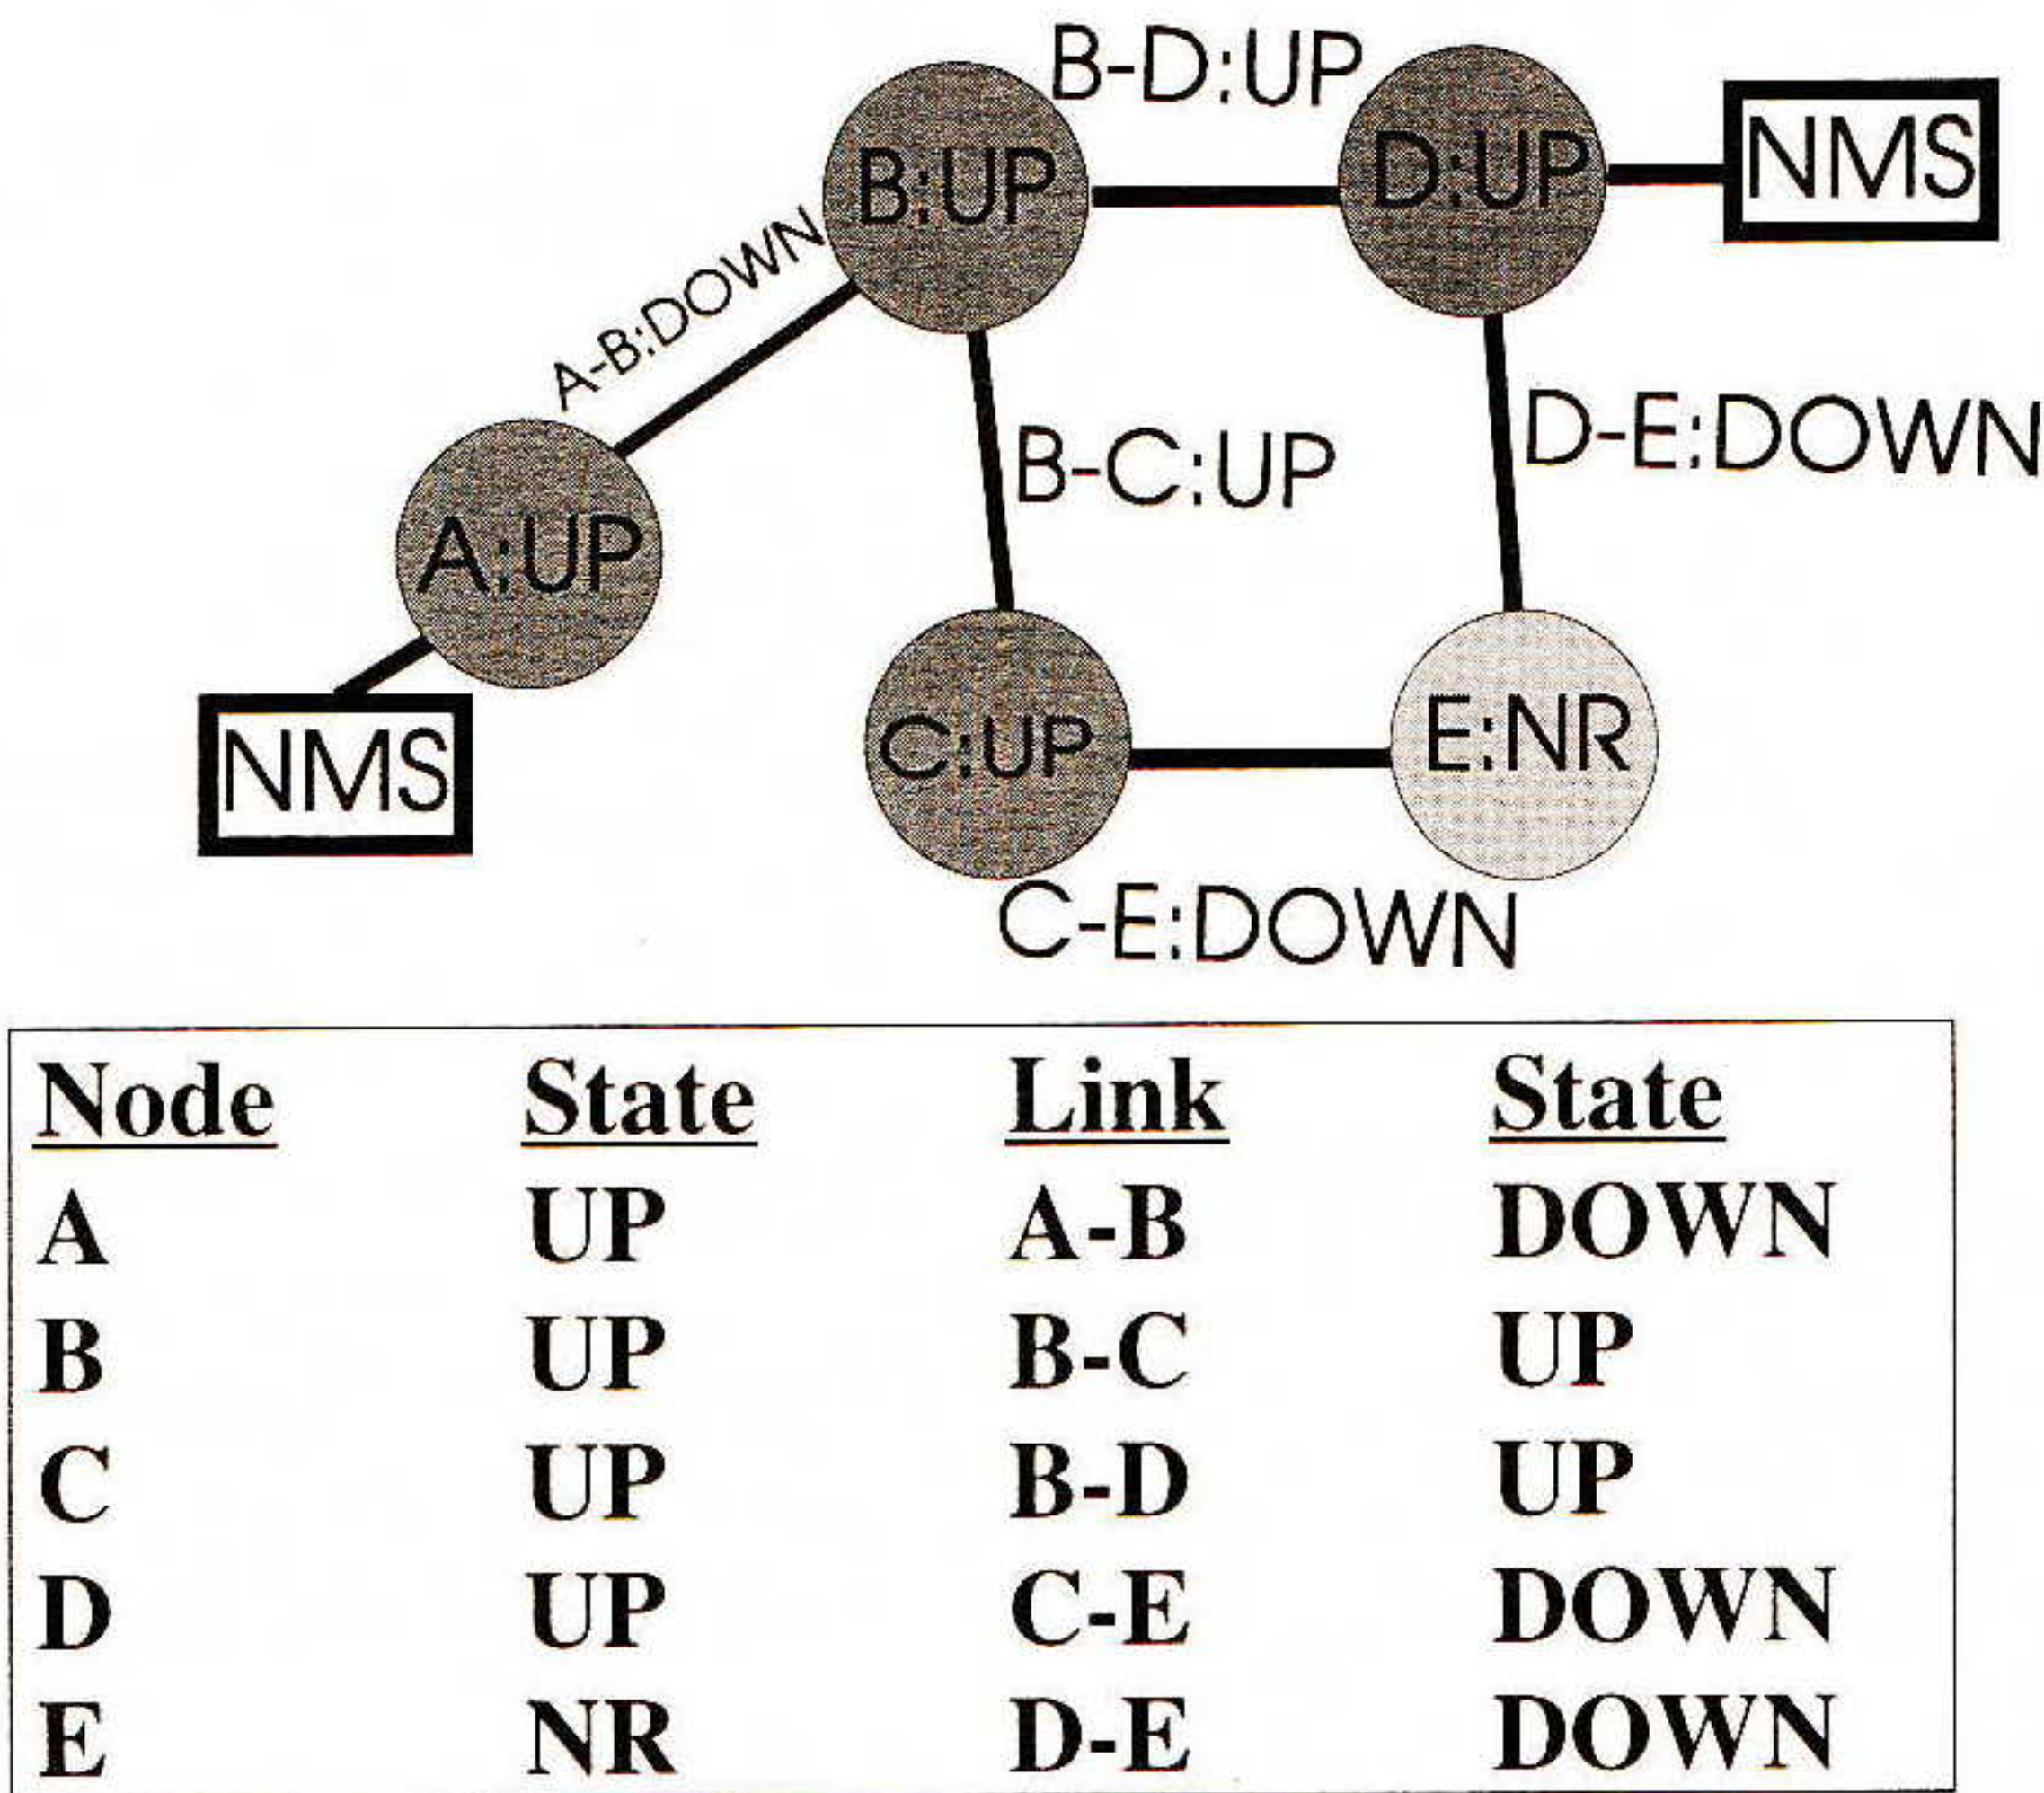 B-D:UP
B:UP
D:UP
NMS
A-B:DOWN
B-C:UP
D-E:DOWN
A:UP
C:UP
E:NR
NMS
C-E:DOWN
Node State Link State
A UP A-B DOWN
B UP B-C UP
C UP B-D UP
D UP C-E DOWN
E NR D-E DOWN